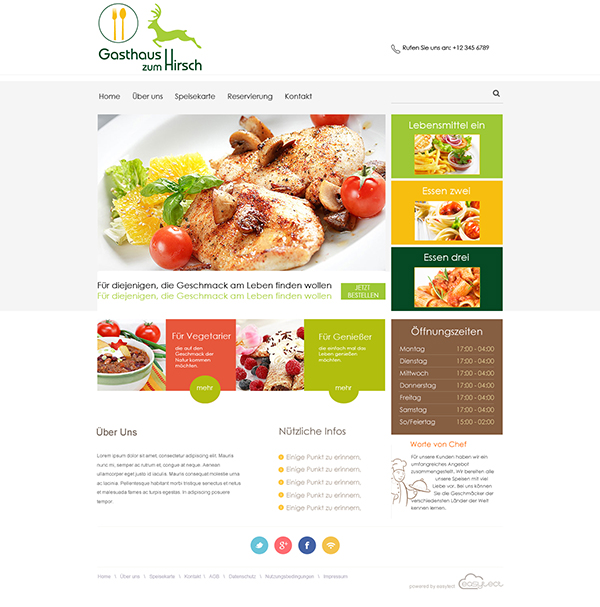 Gasthaus
zum Hirsch
Rufen Sie uns an: +12 345 6789
Home Über uns Speisekarte Reservierung Kontakt
Lebensmittel ein
Essen zwei
Essen drei
Für diejenigen, die Geschmack am Leben finden wollen
Für diejenigen, die Geschmack am Leben finden wollen
JETZT
BESTELLEN
Für Vegetarier
die auf den
Geschmack der
Natur kommen
möchten.
mehr
Für Genießer
die einfach mal das
Leben genießen
möchten.
mehr
Öffnungszeiten
Montag 17:00 - 04:00
Dienstag 17:00 - 04:00
Mittwoch 17:00 - 04:00
Donnerstag 17:00 - 04:00
Freitag 17:00 - 04:00
Samstag 17:00 - 04:00
So/Feiertag 15:00 - 02:00
Über Uns
Lorem ipsum dolor sit amet, consectetur adipiscing elit. Mauris
nunc mi, semper ac rutrum et, congue et lacus. Aenean
ullamcorper eget justo id iaculis. Mauris consequat molestie urna
in lacinia. Pellentesque habitant morbi tristique senectus et netus
et malesuada fames ac turpis egestas. In adipiscing posuere
tempor.
Nützliche Infos
Einige Punkt zu erinnern.
Einige Punkt zu erinnern.
Einige Punkt zu erinnern.
Einige Punkt zu erinnern.
Einige Punkt zu erinnern.
Worte von Chef
Für unsere Kunden haben wir ein
umfangreiches Angebot
zusammengestellt. Wir bereiten alle
unsere Speisen mit viel
Liebe vor. Bei uns können
Sie die Geschmäcker der
verschiedensten Länder der Welt
kennen lernen.
Home | Über uns | Speisekarte | Kontakt | AGB | Datenschutz | Nutzungsbedingungen | Impressum
powered by easyledi. easyLedi